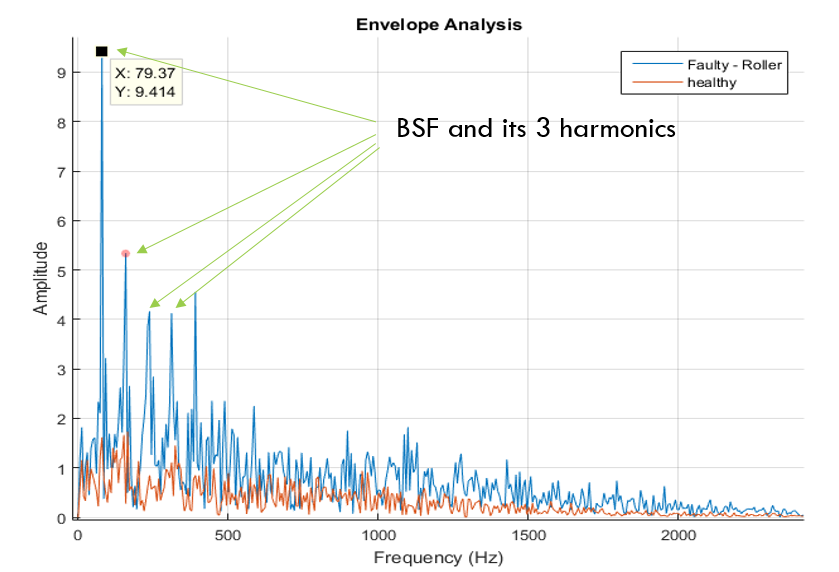 Envelope Analysis
X: 79.37
Y: 9.414
Faulty - Roller
healthy
BSF and its 3 harmonics
Amplitude
9
8
7
6
5
4
3
2
1
0
0 500 1000 1500 2000
Frequency (Hz)